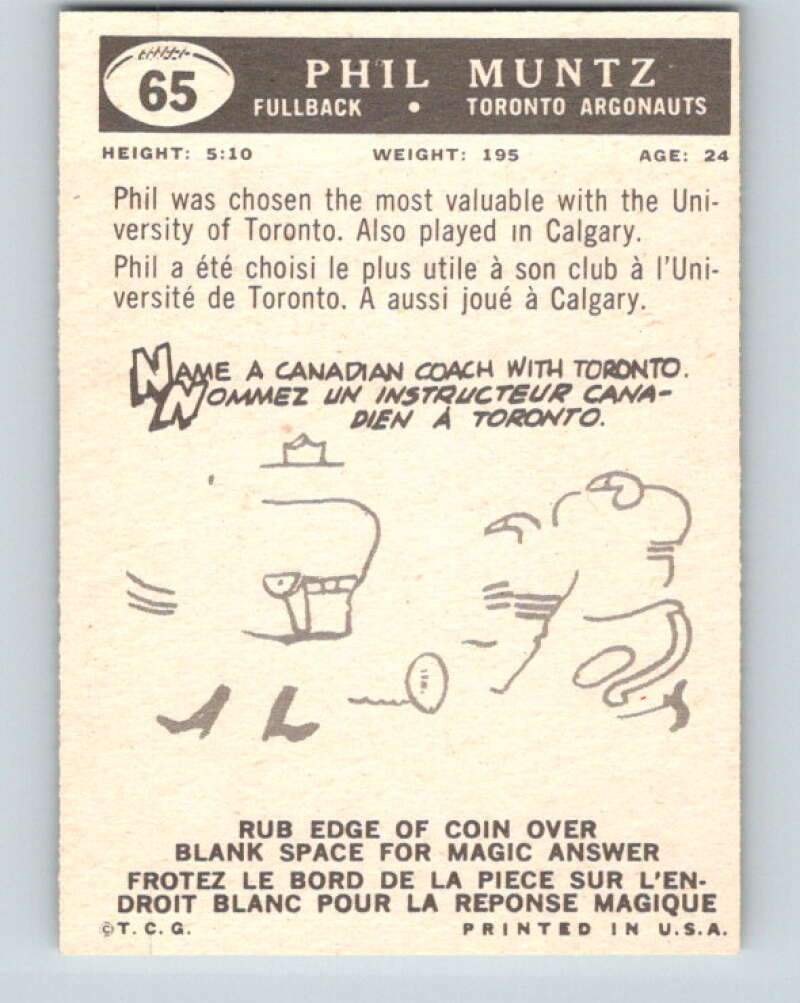 65
PHIL MUNTZ
FULLBACK • TORONTO ARGONAUTS
HEIGHT: 5:10 WEIGHT: 195 AGE: 24
Phil was chosen the most valuable with the Uni-
versity of Toronto. Also played in Calgary.
Phil a été choisi le plus utile à son club à l'Uni-
versité de Toronto. A aussi joué à Calgary.
NAME A CANADIAN COACH WITH TORONTO.
NOMMEZ UN INSTRUCTEUR CANA-
DIEN À TORONTO.
RUB EDGE OF COIN OVER
BLANK SPACE FOR MAGIC ANSWER
FROTEZ LE BORD DE LA PIECE SUR L'EN-
DROIT BLANC POUR LA REPONSE MAGIQUE
©T.C.G. PRINTED IN U.S.A.